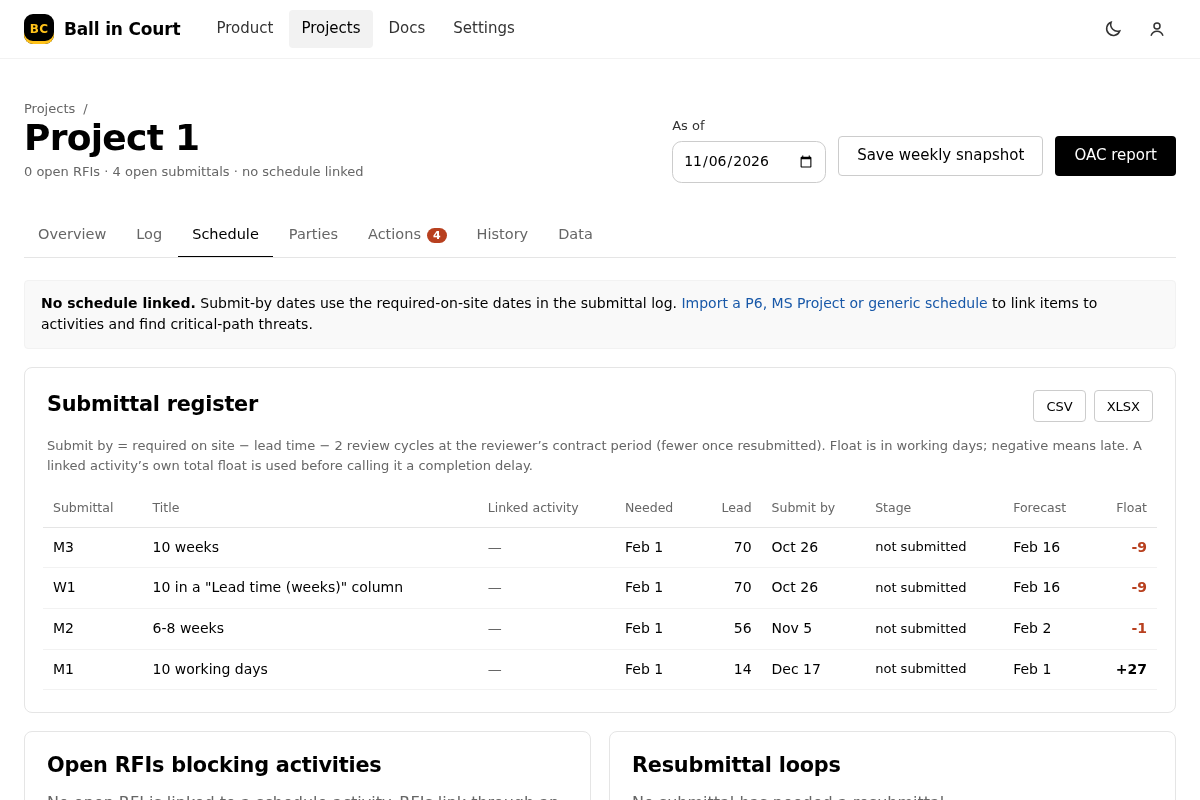 BC Ball in Court Product Projects Docs Settings
Projects /
Project 1
0 open RFIs · 4 open submittals · no schedule linked
As of
11/06/2026
Save weekly snapshot
OAC report
Overview Log Schedule Parties Actions 4 History Data
No schedule linked. Submit-by dates use the required-on-site dates in the submittal log. Import a P6, MS Project or generic schedule to link items to
activities and find critical-path threats.
Submittal register
CSV XLSX
Submit by = required on site − lead time − 2 review cycles at the reviewer’s contract period (fewer once resubmitted). Float is in working days; negative means late. A
linked activity’s own total float is used before calling it a completion delay.
Submittal Title Linked activity Needed Lead Submit by Stage Forecast Float
M3 10 weeks — Feb 1 70 Oct 26 not submitted Feb 16 -9
W1 10 in a "Lead time (weeks)" column — Feb 1 70 Oct 26 not submitted Feb 16 -9
M2 6-8 weeks — Feb 1 56 Nov 5 not submitted Feb 2 -1
M1 10 working days — Feb 1 14 Dec 17 not submitted Feb 1 +27
Open RFIs blocking activities
Resubmittal loops